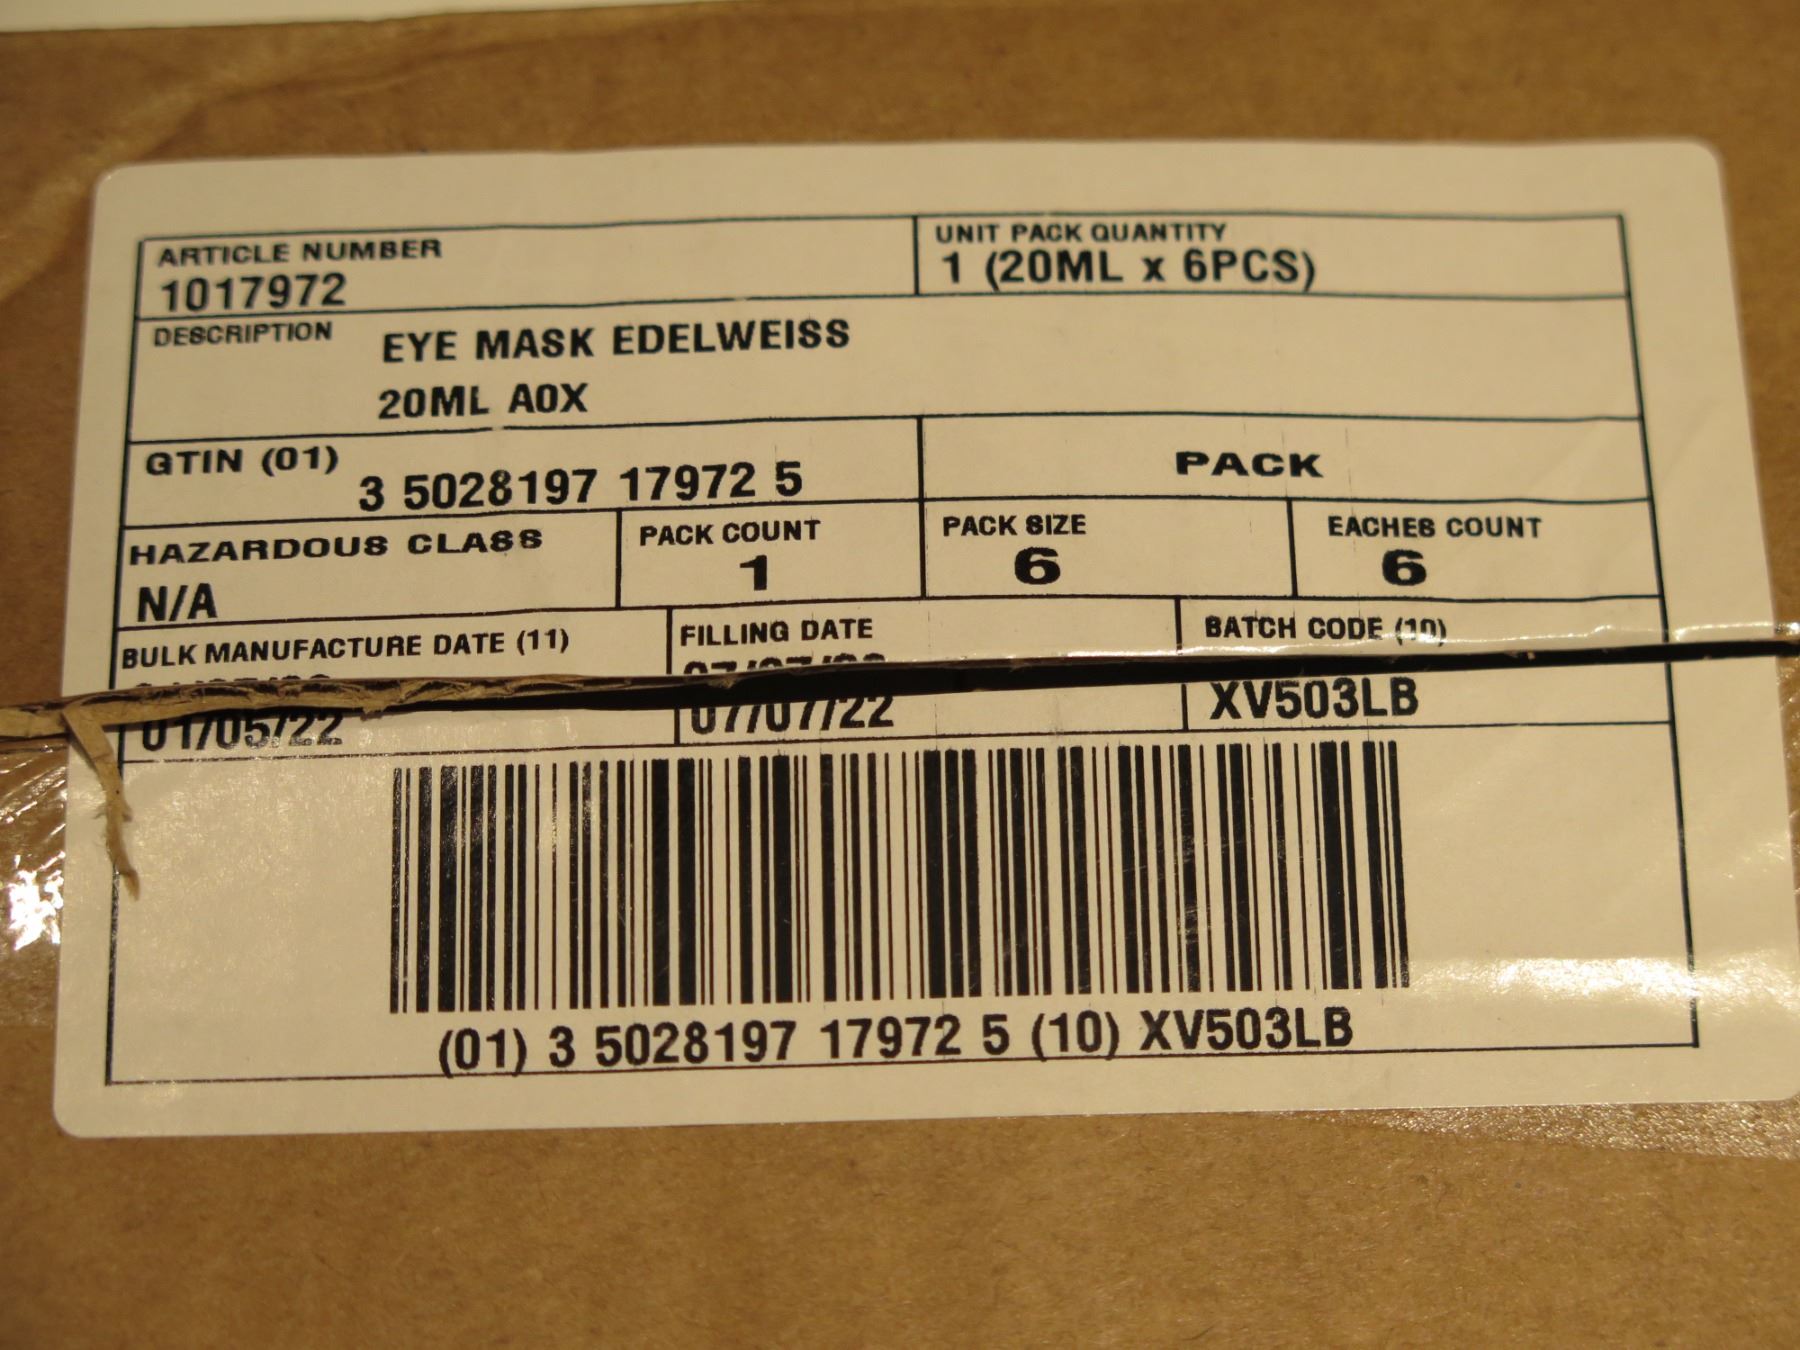 ARTICLE NUMBER
1017972
UNIT PACK QUANTITY
1 (20ML x 6PCS)
DESCRIPTION
EYE MASK EDELWEISS
20ML AOX
GTIN (01)
3 5028197 17972 5
PACK
HAZARDOUS CLASS
N/A
PACK COUNT
1
PACK SIZE
6
EACHES COUNT
6
BULK MANUFACTURE DATE (11)
01/05/22
FILLING DATE
07/07/22
BATCH CODE (10)
XV503LB
(01) 3 5028197 17972 5 (10) XV503LB